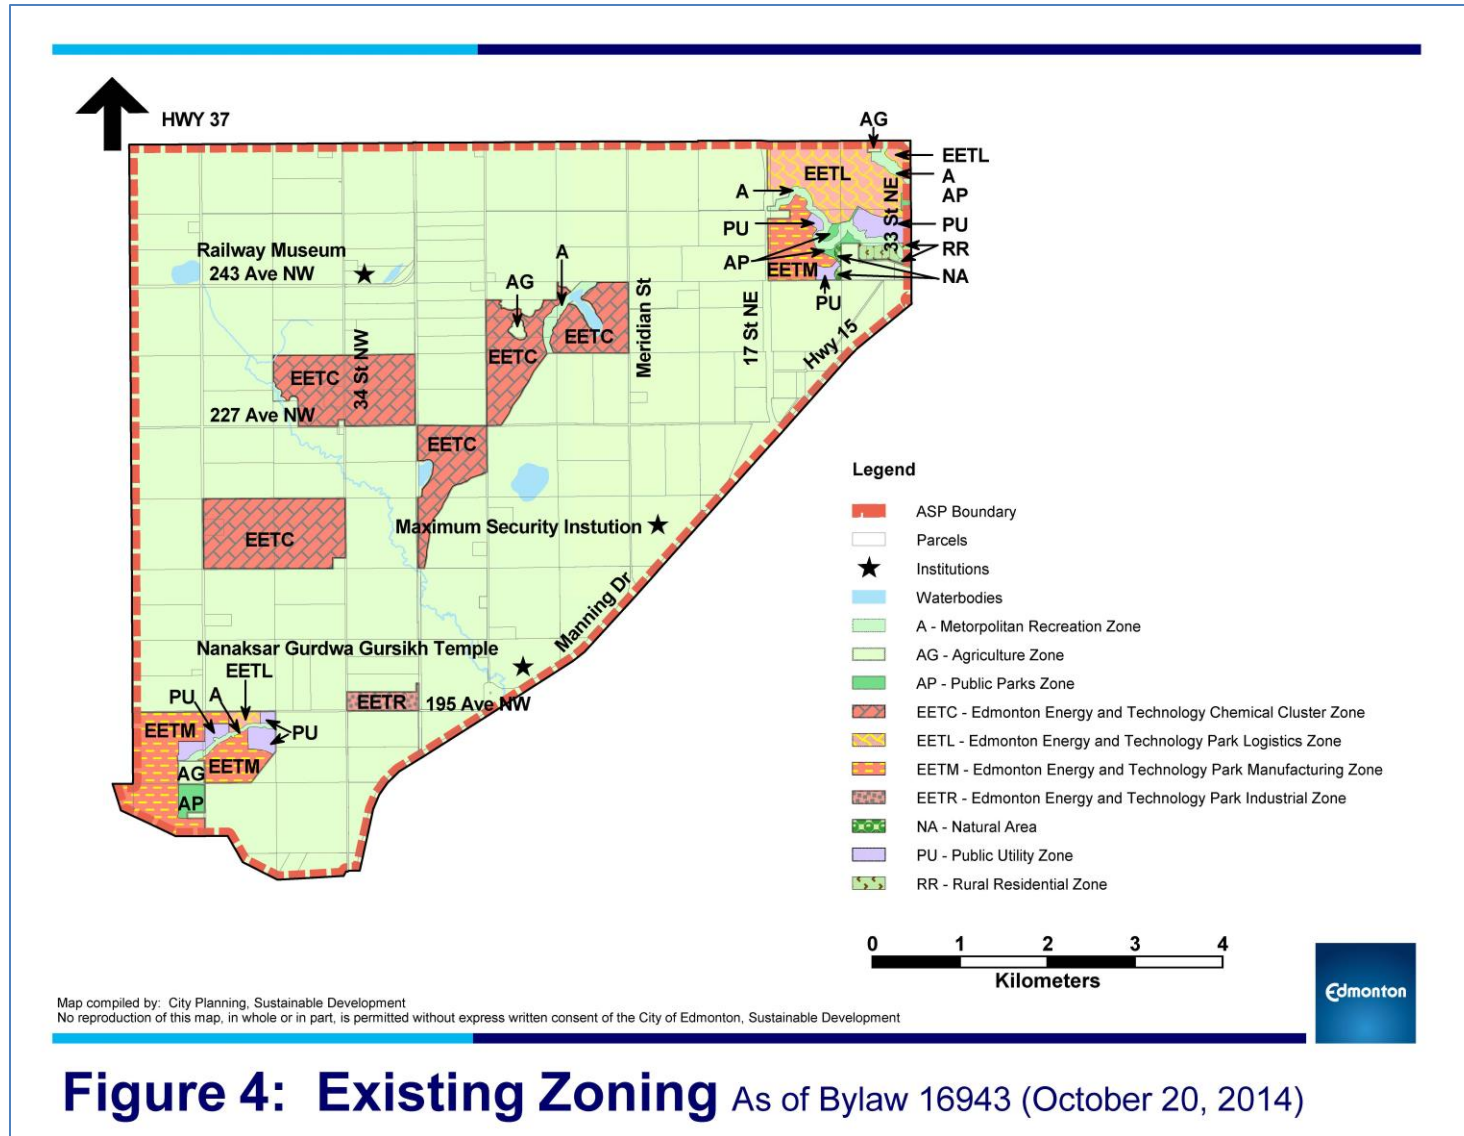 HWY 37
AG
EETL
EETL
A
AP
A
33 St NE
PU
PU
RR
AP
EETM
NA
PU
Railway Museum
243 Ave NW
A
AG
Meridian St
17 St NE
Hwy 15
EETC
EETC
EETC
34 St NW
227 Ave NW
EETC
EETC
Maximum Security Instution
Manning Dr
Nanaksar Gurdwa Gursikh Temple
EETL
PU
A
EETR
195 Ave NW
EETM
PU
AG
EETM
AP
Legend
ASP Boundary
Parcels
Institutions
Waterbodies
A - Metorpolitan Recreation Zone
AG - Agriculture Zone
AP - Public Parks Zone
EETC - Edmonton Energy and Technology Chemical Cluster Zone
EETL - Edmonton Energy and Technology Park Logistics Zone
EETM - Edmonton Energy and Technology Park Manufacturing Zone
EETR - Edmonton Energy and Technology Park Industrial Zone
NA - Natural Area
PU - Public Utility Zone
RR - Rural Residential Zone
0 1 2 3 4
Kilometers
Edmonton
Map compiled by: City Planning, Sustainable Development
No reproduction of this map, in whole or in part, is permitted without express written consent of the City of Edmonton, Sustainable Development
Figure 4: Existing Zoning As of Bylaw 16943 (October 20, 2014)